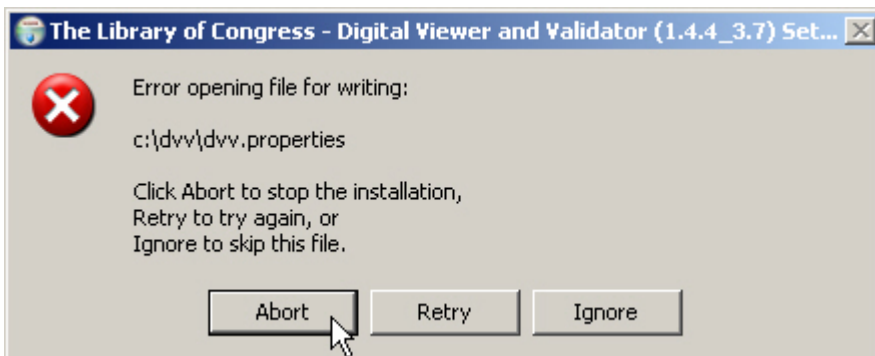 The Library of Congress - Digital Viewer and Validator (1.4.4_3.7) Set...
Error opening file for writing:
c:\dvv\dvv.properties
Click Abort to stop the installation,
Retry to try again, or
Ignore to skip this file.
Abort Retry Ignore